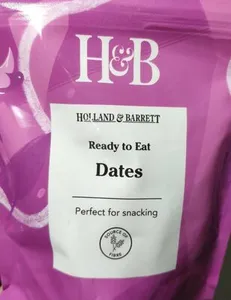 H&B
HOLLAND & BARRETT
Ready to Eat
Dates
Perfect for snacking
SOURCE OF
FIBRE